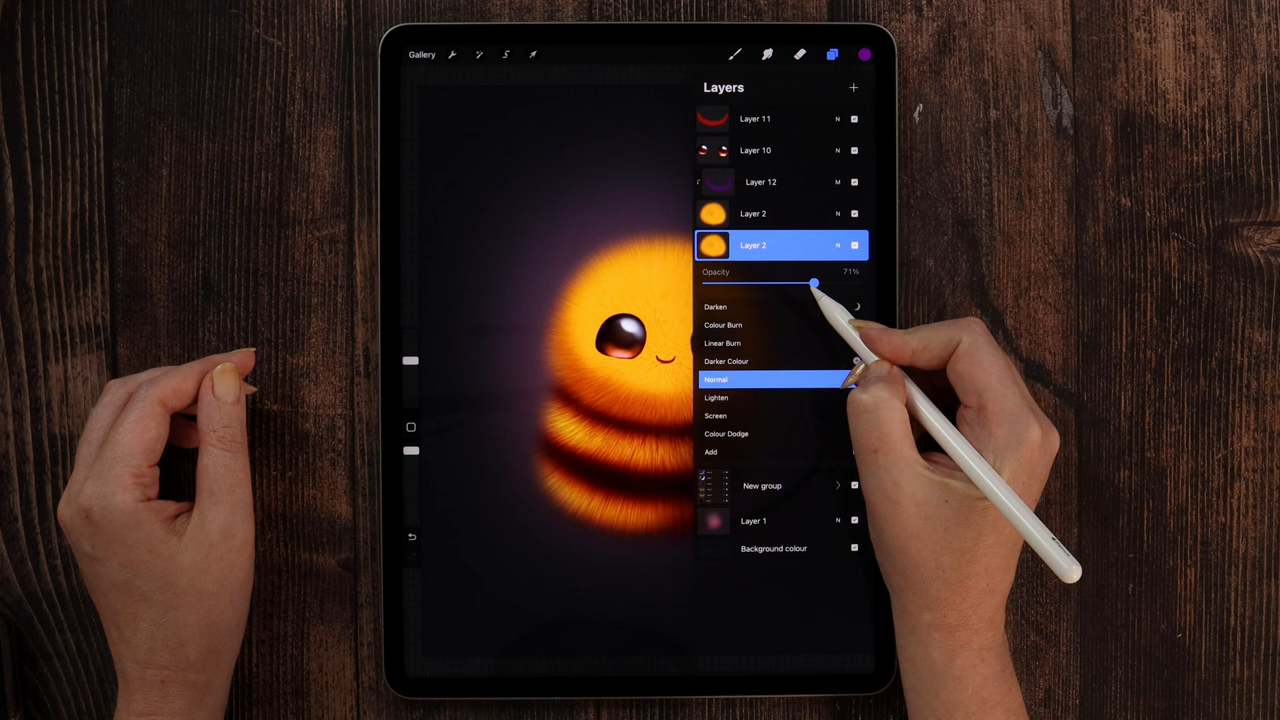 Gallery
Layers
Layer 11 N
Layer 10 N
Layer 12 M
Layer 2 N
Layer 2 N
Opacity 71%
Darken
Colour Burn
Linear Burn
Darker Colour
Normal
Lighten
Screen
Colour Dodge
Add
New group
Layer 1 N
Background colour